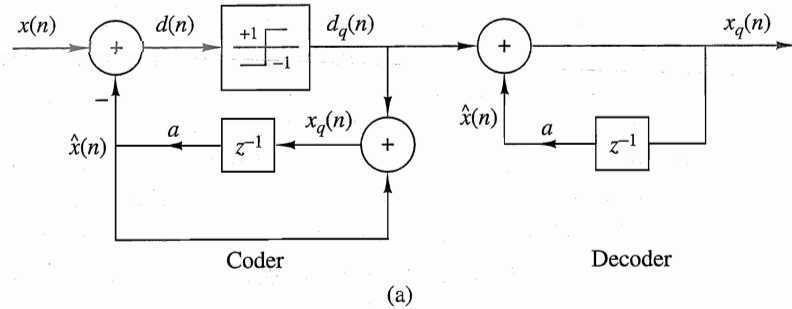 x(n) + d(n) +1 −1 d_q(n) + x_q(n)
− x̂(n) a z⁻¹ x_q(n) + x̂(n) a z⁻¹
Coder Decoder
(a)